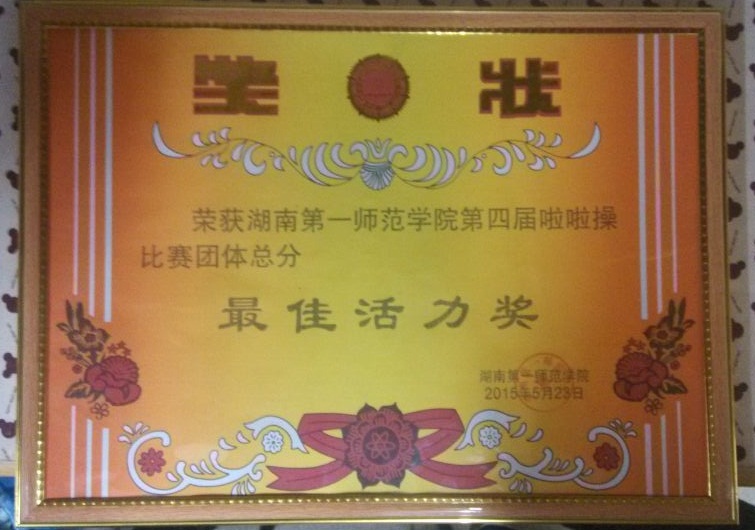 奖状
荣获湖南第一师范学院第四届啦啦操
比赛团体总分
最佳活力奖
湖南第一师范学院
2015年5月23日